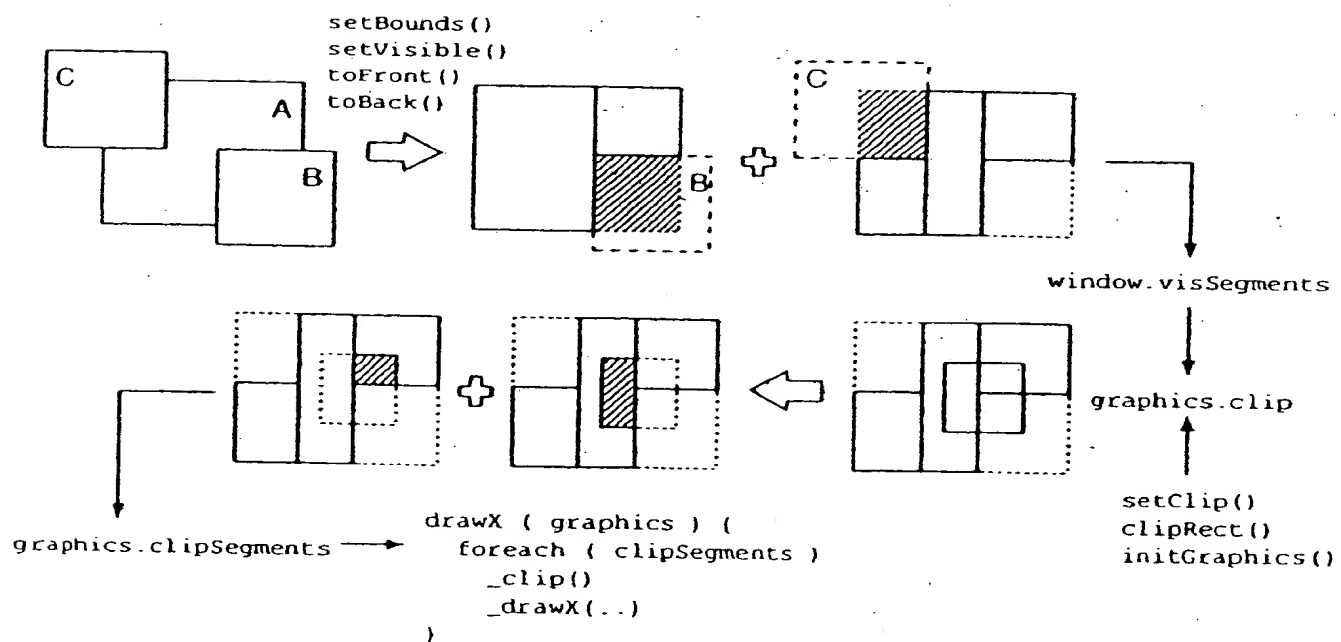 setBounds()
setVisible()
toFront()
toBack()
C
A
B
B
C
window.visSegments
graphics.clip
setClip()
clipRect()
initGraphics()
graphics.clipSegments
drawX ( graphics ) {
foreach ( clipSegments )
_clip()
_drawX(..)
}